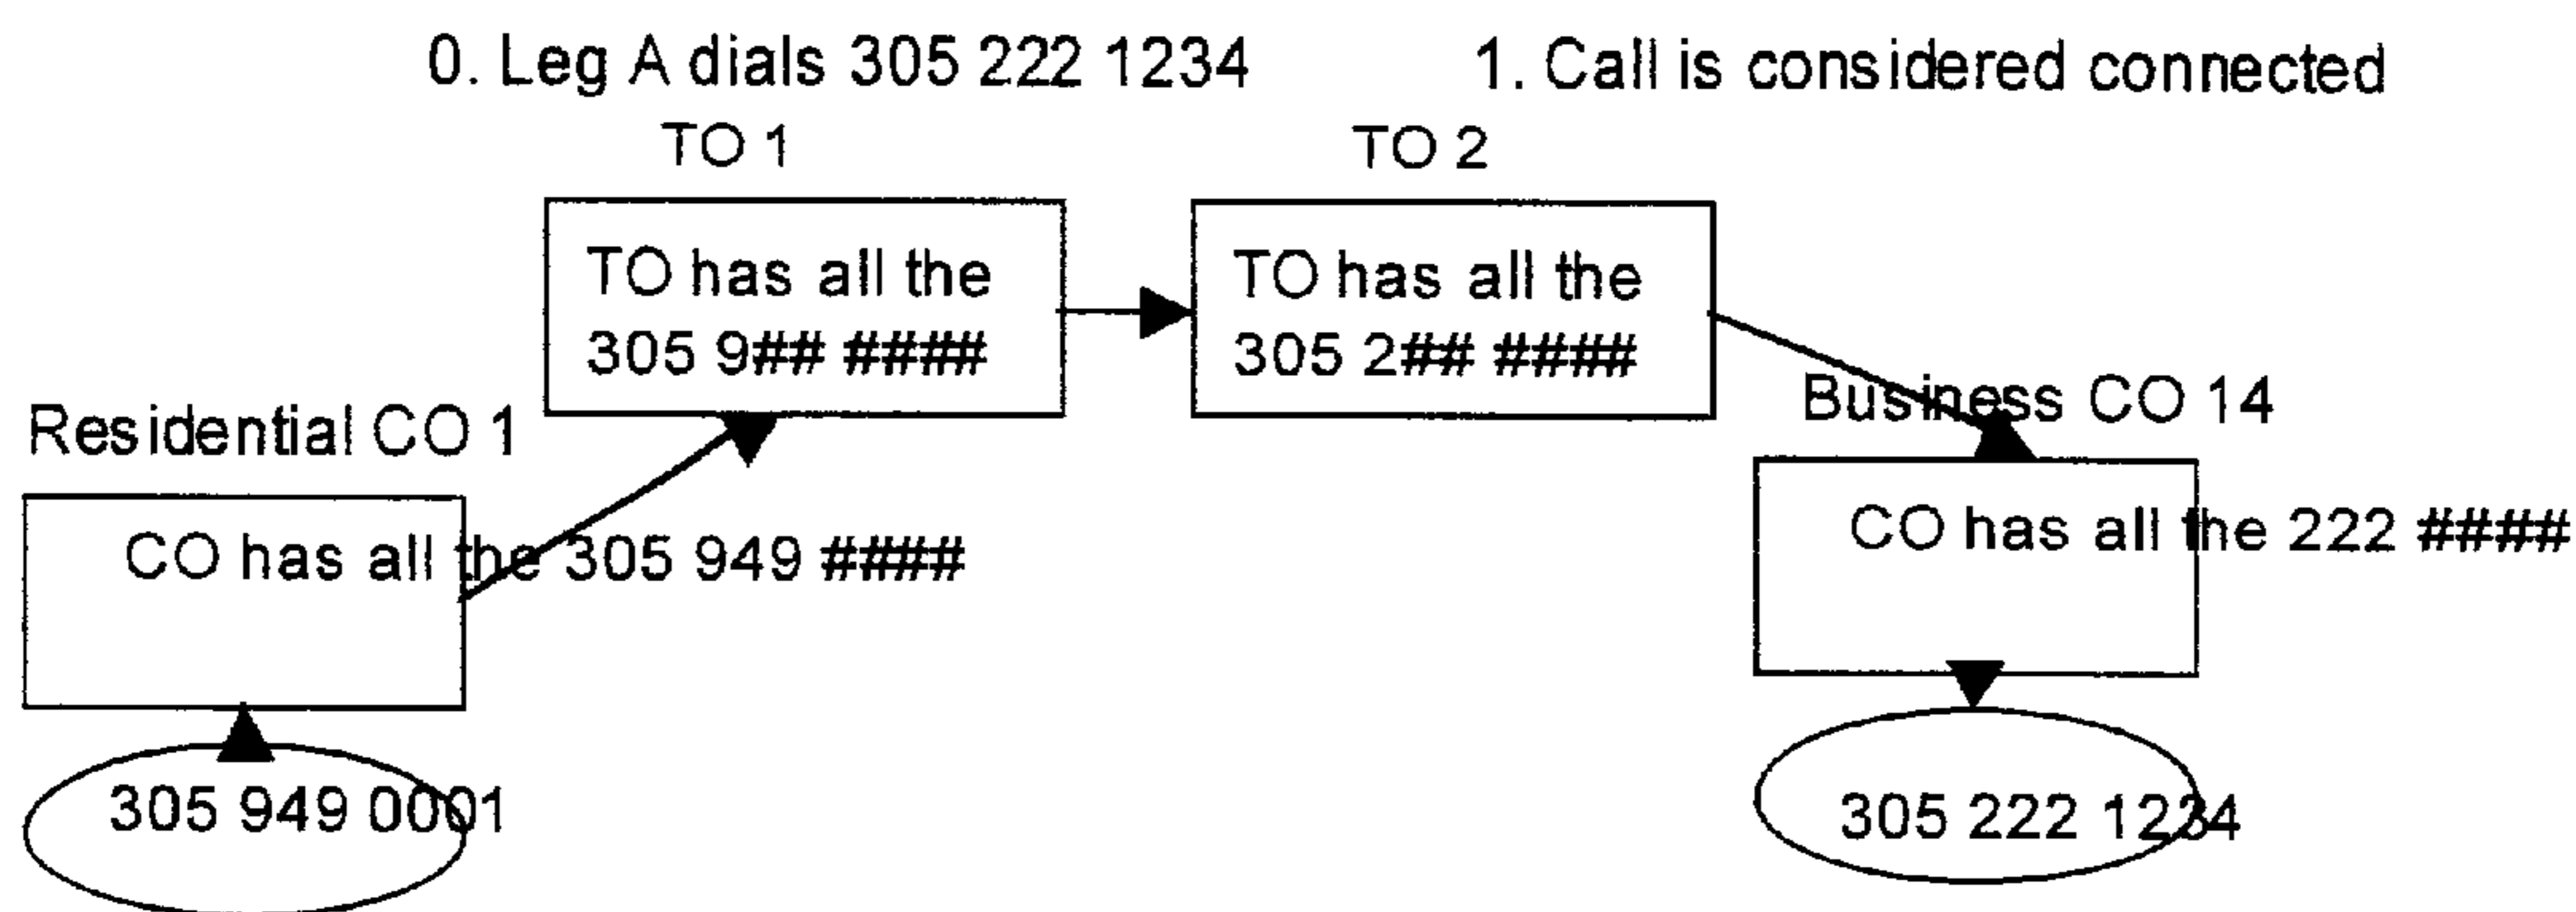 0. Leg A dials 305 222 1234
1. Call is considered connected
TO 1
TO 2
TO has all the
305 9## ####
TO has all the
305 2## ####
Residential CO 1
Business CO 14
CO has all the 305 949 ####
CO has all the 222 ####
305 949 0001
305 222 1234